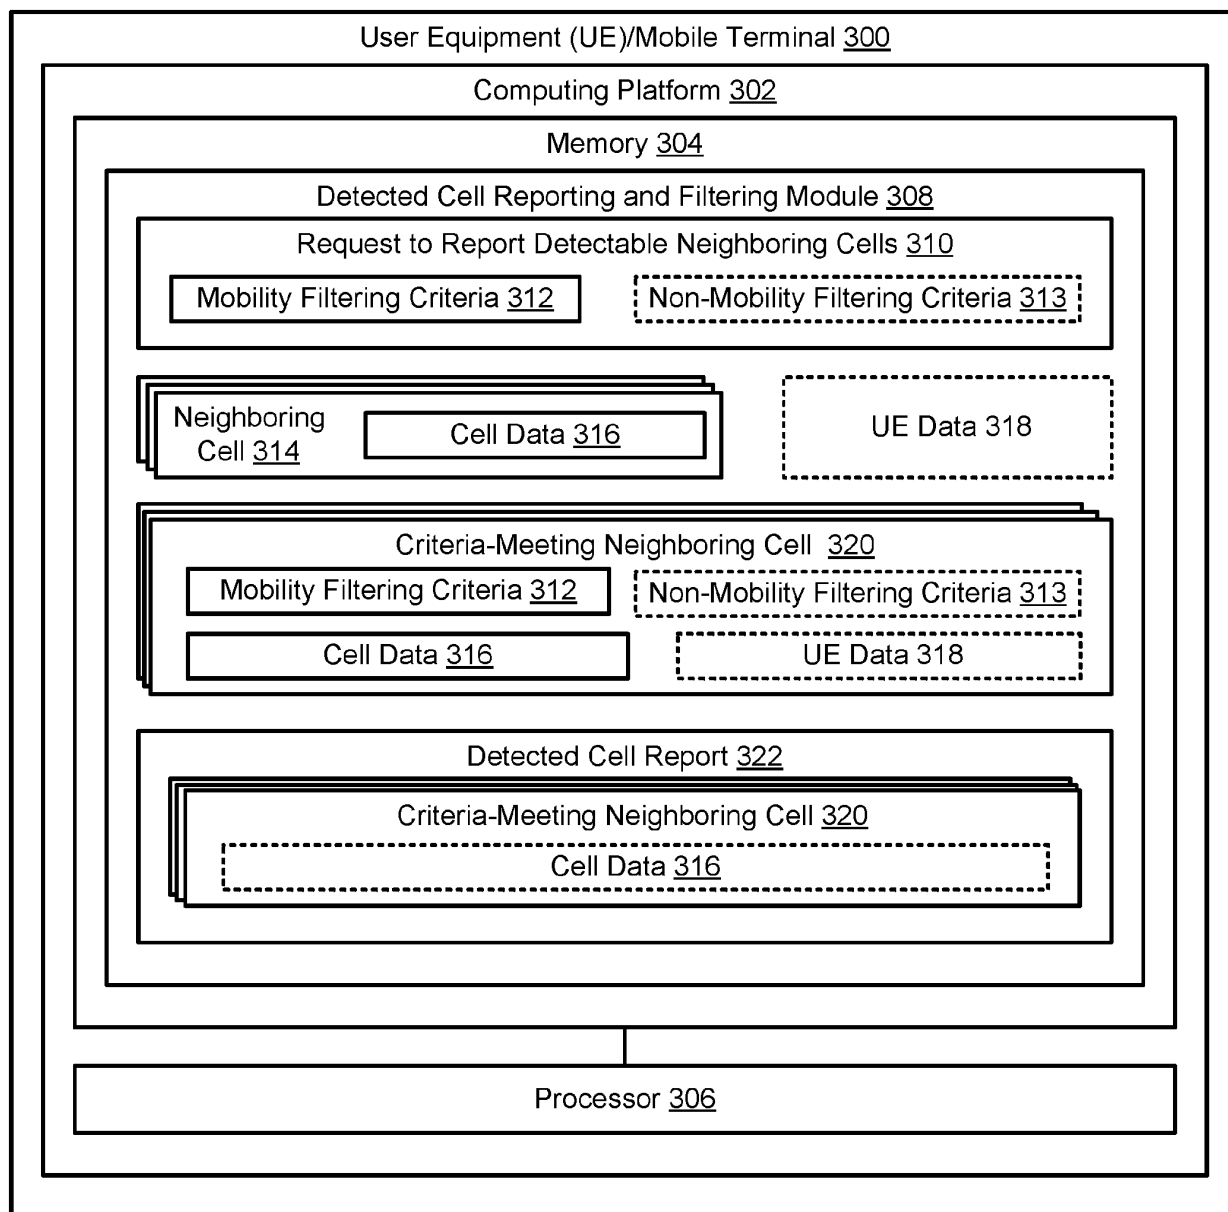 User Equipment (UE)/Mobile Terminal 300
Computing Platform 302
Memory 304
Detected Cell Reporting and Filtering Module 308
Request to Report Detectable Neighboring Cells 310
Mobility Filtering Criteria 312
Non-Mobility Filtering Criteria 313
Neighboring
Cell 314
Cell Data 316
UE Data 318
Criteria-Meeting Neighboring Cell 320
Mobility Filtering Criteria 312
Non-Mobility Filtering Criteria 313
Cell Data 316
UE Data 318
Detected Cell Report 322
Criteria-Meeting Neighboring Cell 320
Cell Data 316
Processor 306